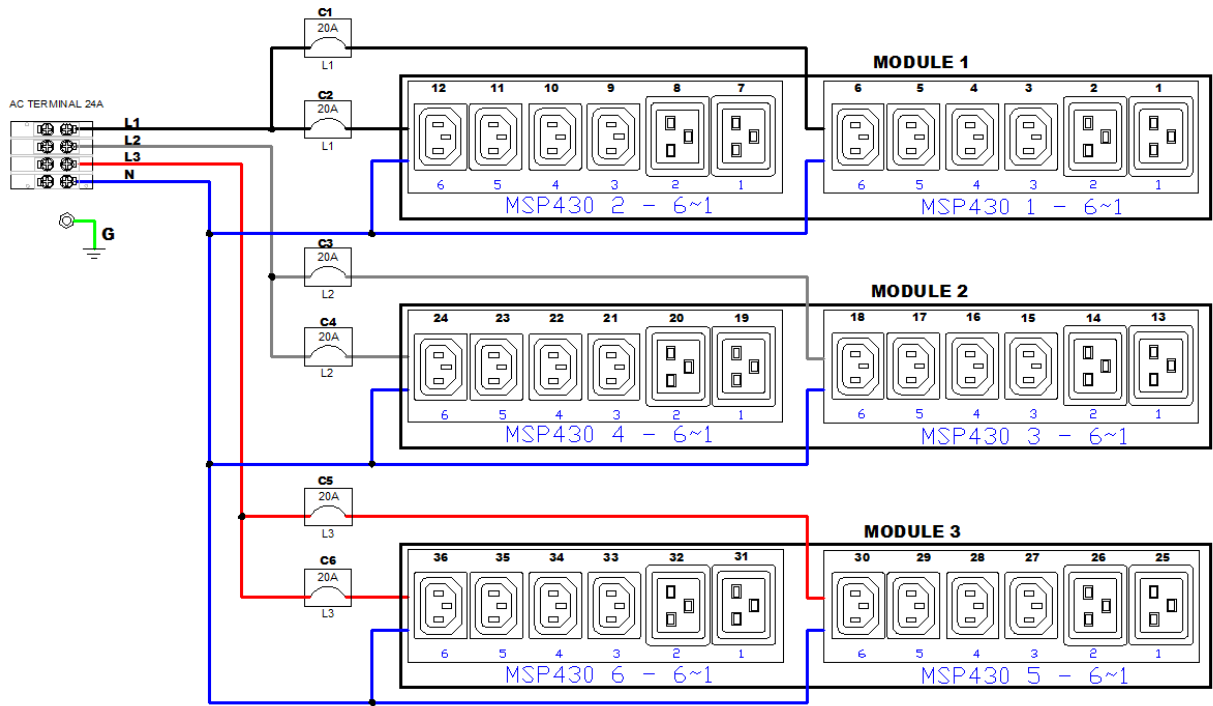 C1
20A
L1
MODULE 1
C2
20A
L1
AC TERMINAL 24A
L1
L2
L3
N
G
12 11 10 9 8 7
6 5 4 3 2 1
6 5 4 3 2 1
6 5 4 3 2 1
MSP430 2 - 6~1
MSP430 1 - 6~1
C3
20A
L2
MODULE 2
C4
20A
L2
24 23 22 21 20 19
18 17 16 15 14 13
6 5 4 3 2 1
6 5 4 3 2 1
MSP430 4 - 6~1
MSP430 3 - 6~1
C5
20A
L3
MODULE 3
C6
20A
L3
36 35 34 33 32 31
30 29 28 27 26 25
6 5 4 3 2 1
6 5 4 3 2 1
MSP430 6 - 6~1
MSP430 5 - 6~1